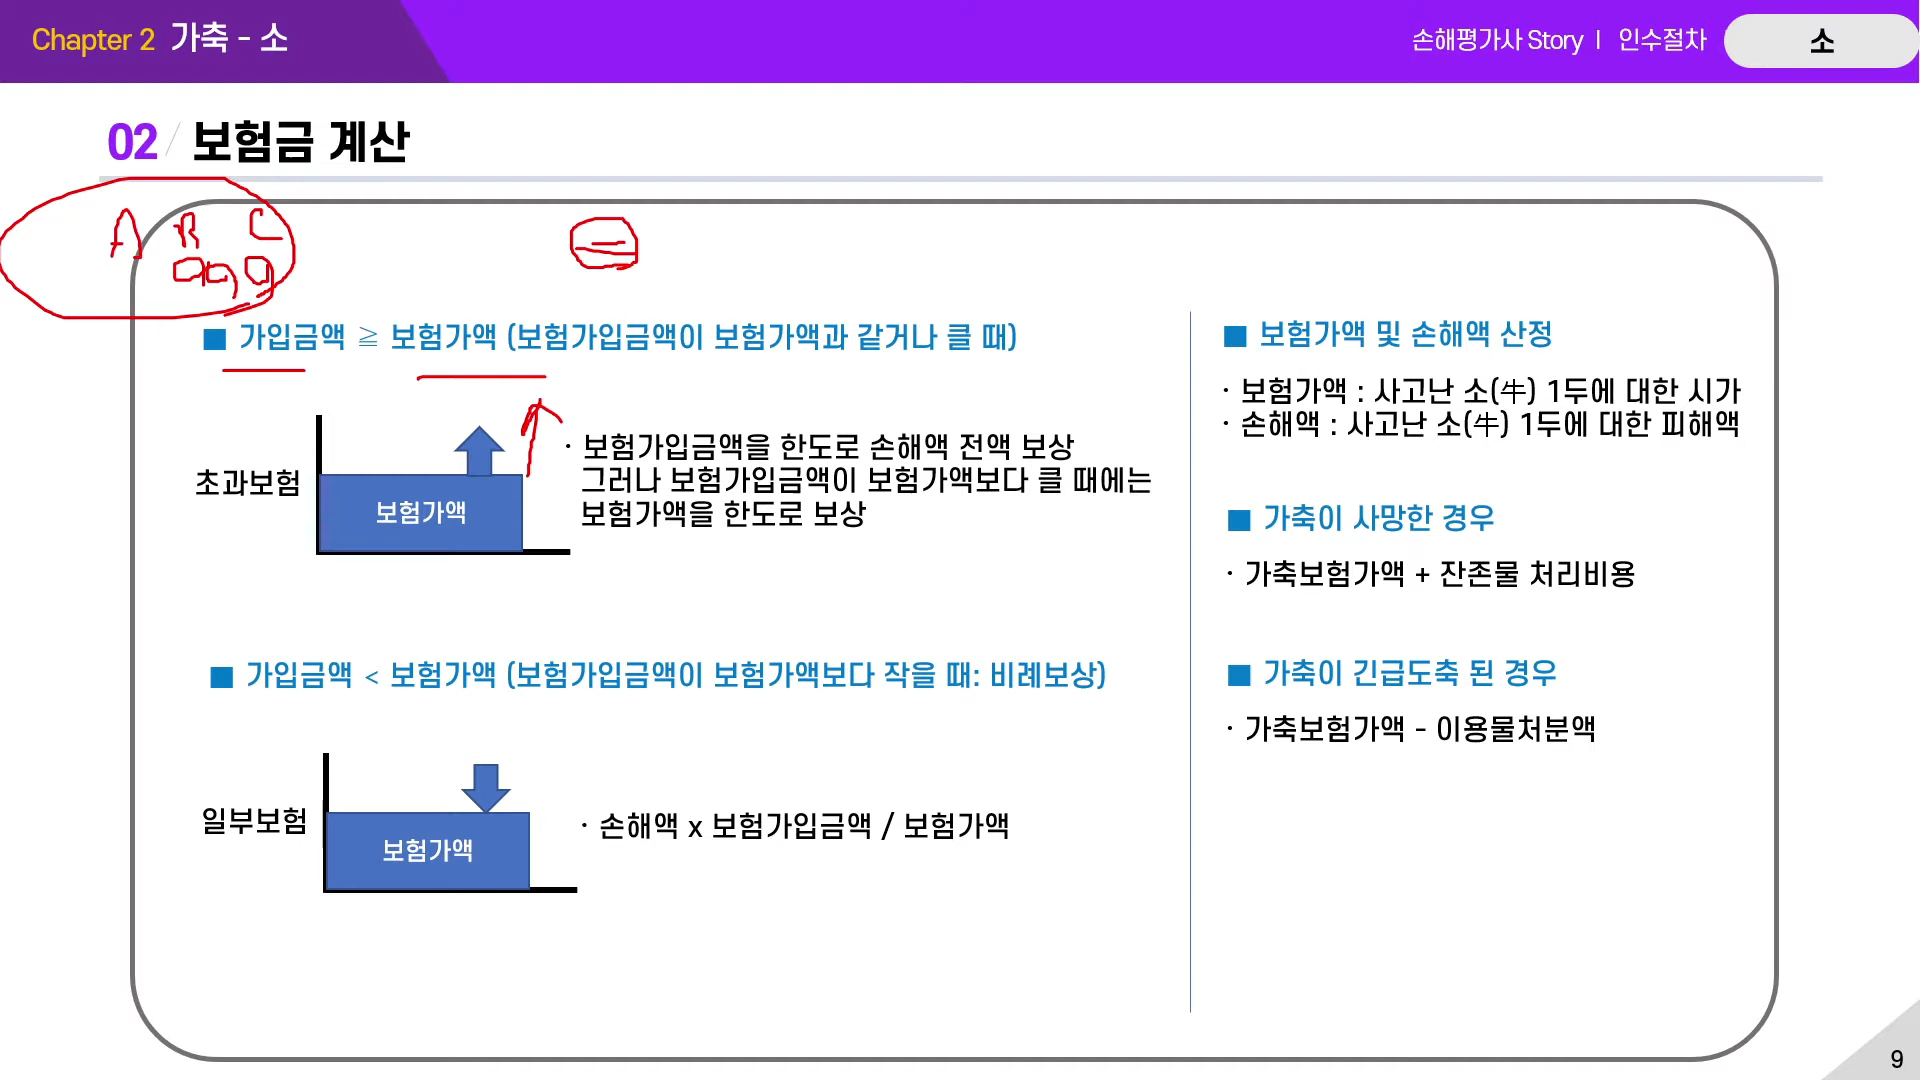 Chapter 2 가축 - 소
손해평가사 Story ㅣ 인수절차
소
02 / 보험금 계산
A B C
■ 가입금액 ≧ 보험가액 (보험가입금액이 보험가액과 같거나 클 때)
초과보험
보험가액
· 보험가입금액을 한도로 손해액 전액 보상
그러나 보험가입금액이 보험가액보다 클 때에는
보험가액을 한도로 보상
■ 가입금액 < 보험가액 (보험가입금액이 보험가액보다 작을 때: 비례보상)
일부보험
보험가액
· 손해액 x 보험가입금액 / 보험가액
■ 보험가액 및 손해액 산정
· 보험가액 : 사고난 소(牛) 1두에 대한 시가
· 손해액 : 사고난 소(牛) 1두에 대한 피해액
■ 가축이 사망한 경우
· 가축보험가액 + 잔존물 처리비용
■ 가축이 긴급도축 된 경우
· 가축보험가액 - 이용물처분액
9